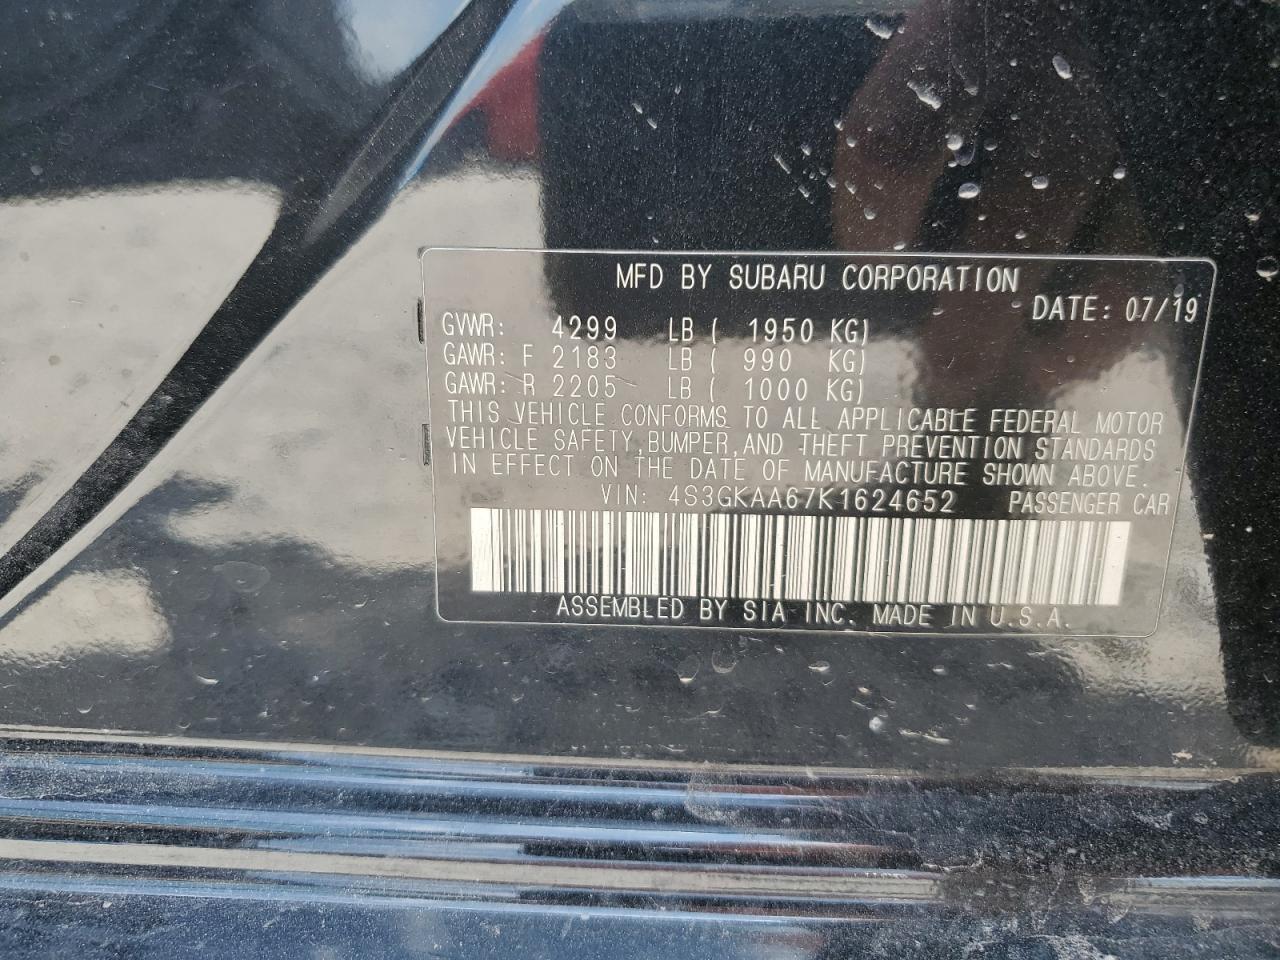 MFD BY SUBARU CORPORATION
DATE: 07/19
GVWR: 4299 LB ( 1950 KG)
GAWR: F 2183 LB ( 990 KG)
GAWR: R 2205 LB ( 1000 KG)
THIS VEHICLE CONFORMS TO ALL APPLICABLE FEDERAL MOTOR
VEHICLE SAFETY, BUMPER, AND THEFT PREVENTION STANDARDS
IN EFFECT ON THE DATE OF MANUFACTURE SHOWN ABOVE.
VIN: 4S3GKAA67K1624652 PASSENGER CAR
ASSEMBLED BY SIA INC. MADE IN U.S.A.